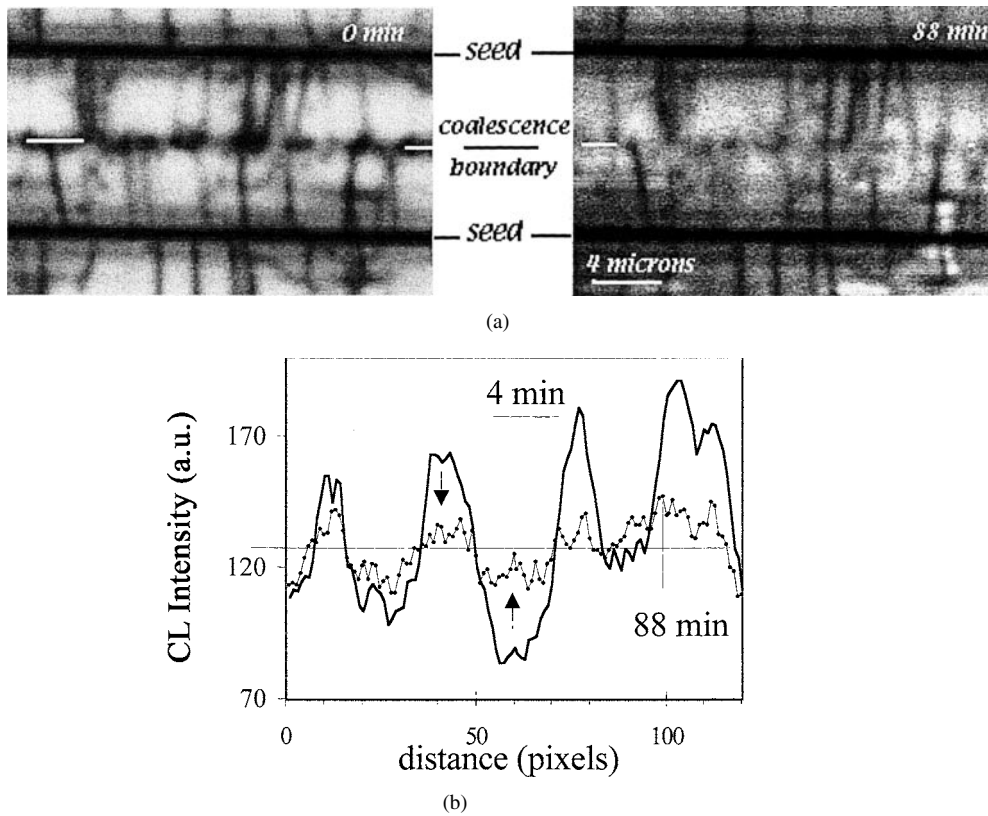 0 min
seed
88 min
coalescence
boundary
seed
4 microns
(a)
4 min
170
CL Intensity (a.u.)
120
88 min
70
0
50
100
distance (pixels)
(b)